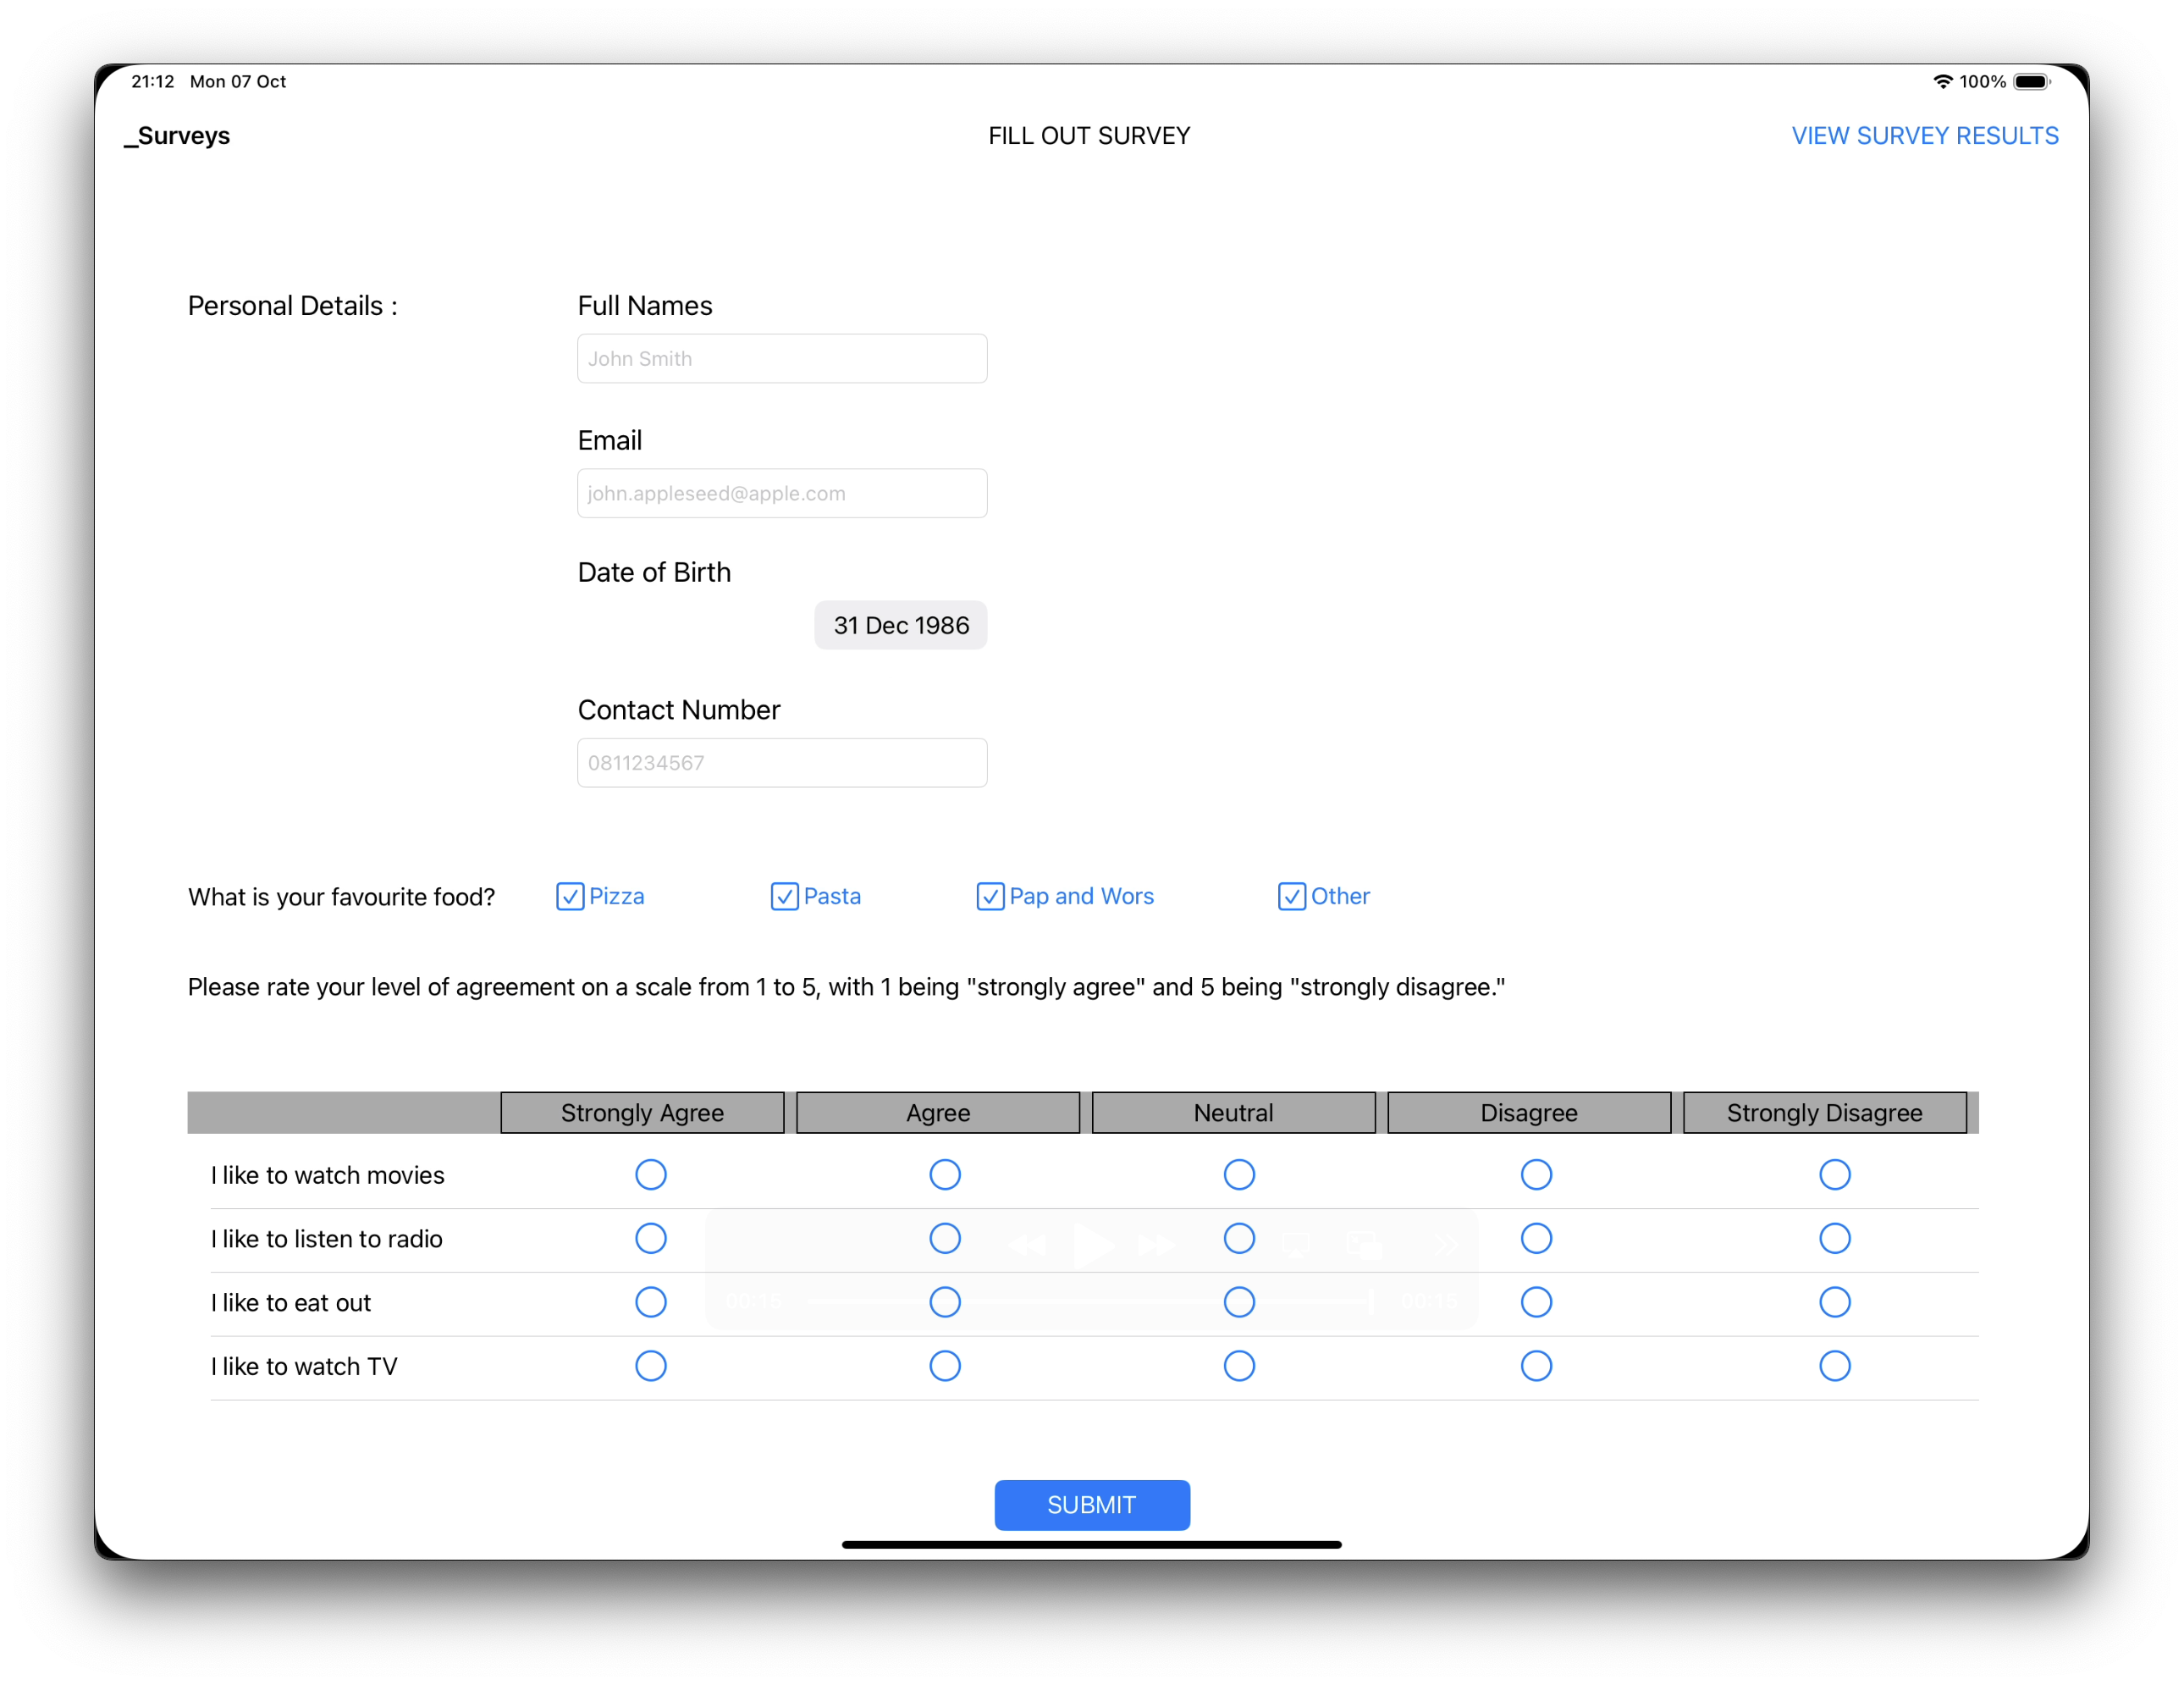 21:12 Mon 07 Oct 100%
_Surveys FILL OUT SURVEY VIEW SURVEY RESULTS
Personal Details : Full Names
John Smith
Email
john.appleseed@apple.com
Date of Birth
31 Dec 1986
Contact Number
0811234567
What is your favourite food? Pizza Pasta Pap and Wors Other
Please rate your level of agreement on a scale from 1 to 5, with 1 being "strongly agree" and 5 being "strongly disagree."
Strongly Agree Agree Neutral Disagree Strongly Disagree
I like to watch movies
I like to listen to radio
00:15 00:15
I like to eat out
I like to watch TV
SUBMIT